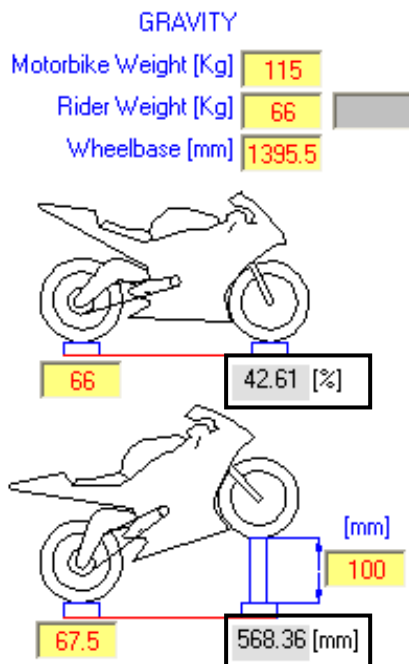 GRAVITY
Motorbike Weight [Kg] 115
Rider Weight [Kg] 66
Wheelbase [mm] 1395.5
66 42.61 [%]
[mm]
100
67.5 568.36 [mm]